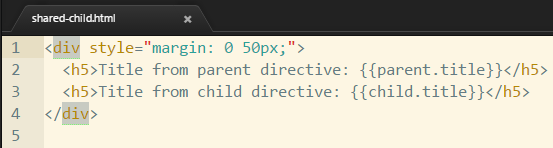 shared-child.html ×
1 <div style="margin: 0 50px;">
2   <h5>Title from parent directive: {{parent.title}}</h5>
3   <h5>Title from child directive: {{child.title}}</h5>
4 </div>
5